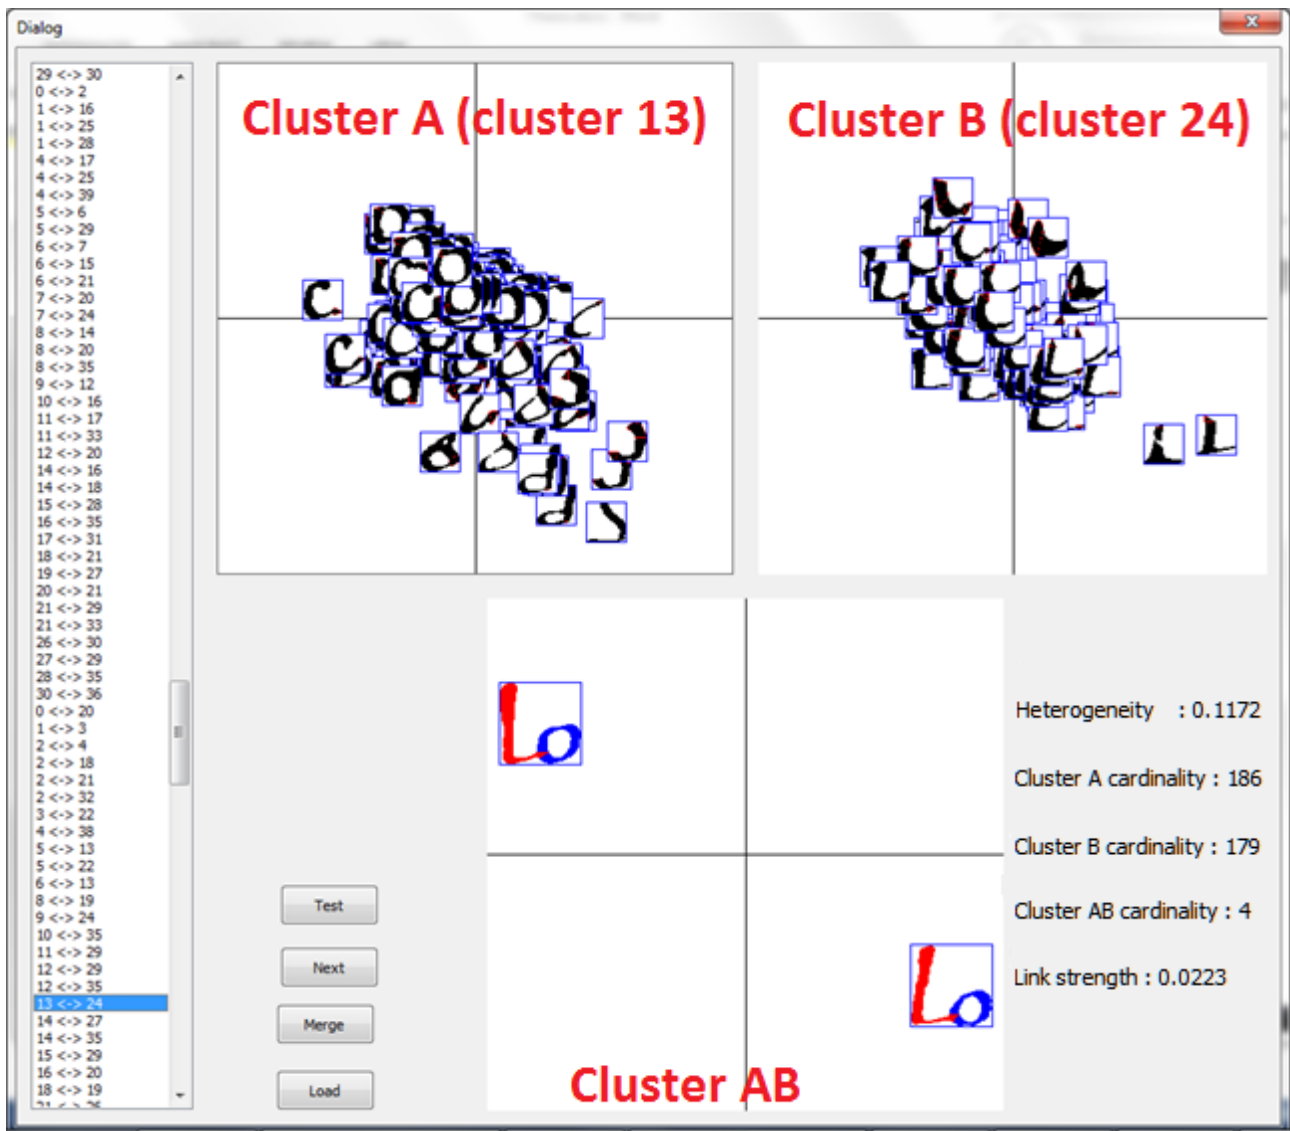 Dialog
29 <-> 30
0 <-> 2
1 <-> 16
1 <-> 25
1 <-> 28
4 <-> 17
4 <-> 25
4 <-> 39
5 <-> 6
5 <-> 29
6 <-> 7
6 <-> 15
6 <-> 21
7 <-> 20
7 <-> 24
8 <-> 14
8 <-> 20
8 <-> 35
9 <-> 12
10 <-> 16
11 <-> 17
11 <-> 33
12 <-> 20
14 <-> 16
14 <-> 18
15 <-> 28
16 <-> 35
17 <-> 31
18 <-> 21
19 <-> 27
20 <-> 21
21 <-> 29
21 <-> 33
26 <-> 30
27 <-> 29
28 <-> 35
30 <-> 36
0 <-> 20
1 <-> 3
2 <-> 4
2 <-> 18
2 <-> 21
2 <-> 32
3 <-> 22
4 <-> 38
5 <-> 13
5 <-> 22
6 <-> 13
8 <-> 19
9 <-> 24
10 <-> 35
11 <-> 29
12 <-> 29
12 <-> 35
13 <-> 24
14 <-> 27
14 <-> 35
15 <-> 29
16 <-> 20
18 <-> 19
Cluster A (cluster 13)
Cluster B (cluster 24)
Lo
Lo
Cluster AB
Heterogeneity : 0.1172
Cluster A cardinality : 186
Cluster B cardinality : 179
Cluster AB cardinality : 4
Link strength : 0.0223
Test
Next
Merge
Load